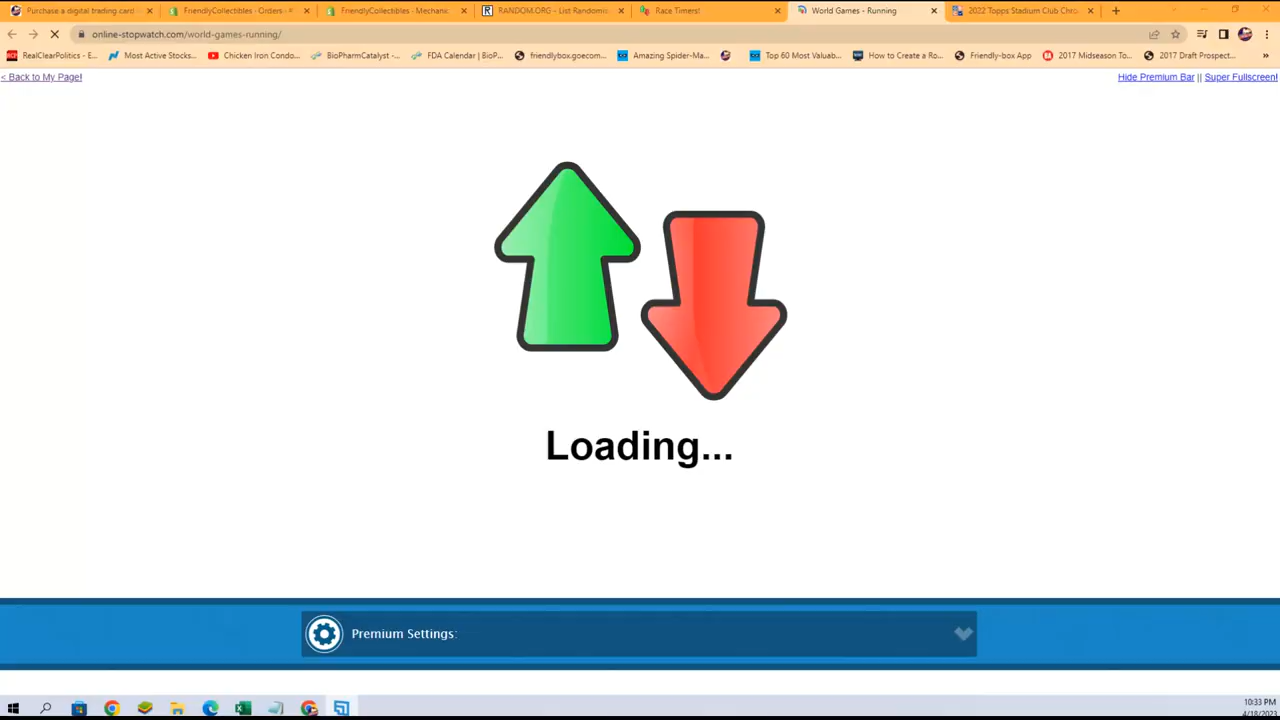 Purchase a digital trading card
FriendlyCollectibles - Orders -
FriendlyCollectibles - Mechanic
RANDOM.ORG - List Randomiz
Race Timers!
World Games - Running
2022 Topps Stadium Club Chro
online-stopwatch.com/world-games-running/
RealClearPolitics - E...
Most Active Stocks...
Chicken Iron Condo...
BioPharmCatalyst -...
FDA Calendar | BioP...
friendlybox.goecom...
Amazing Spider-Ma...
Top 60 Most Valuab...
How to Create a Ro...
Friendly-box App
2017 Midseason To...
2017 Draft Prospect...
< Back to My Page!
Hide Premium Bar || Super Fullscreen!
Loading...
Premium Settings:
10:33 PM
4/18/2023